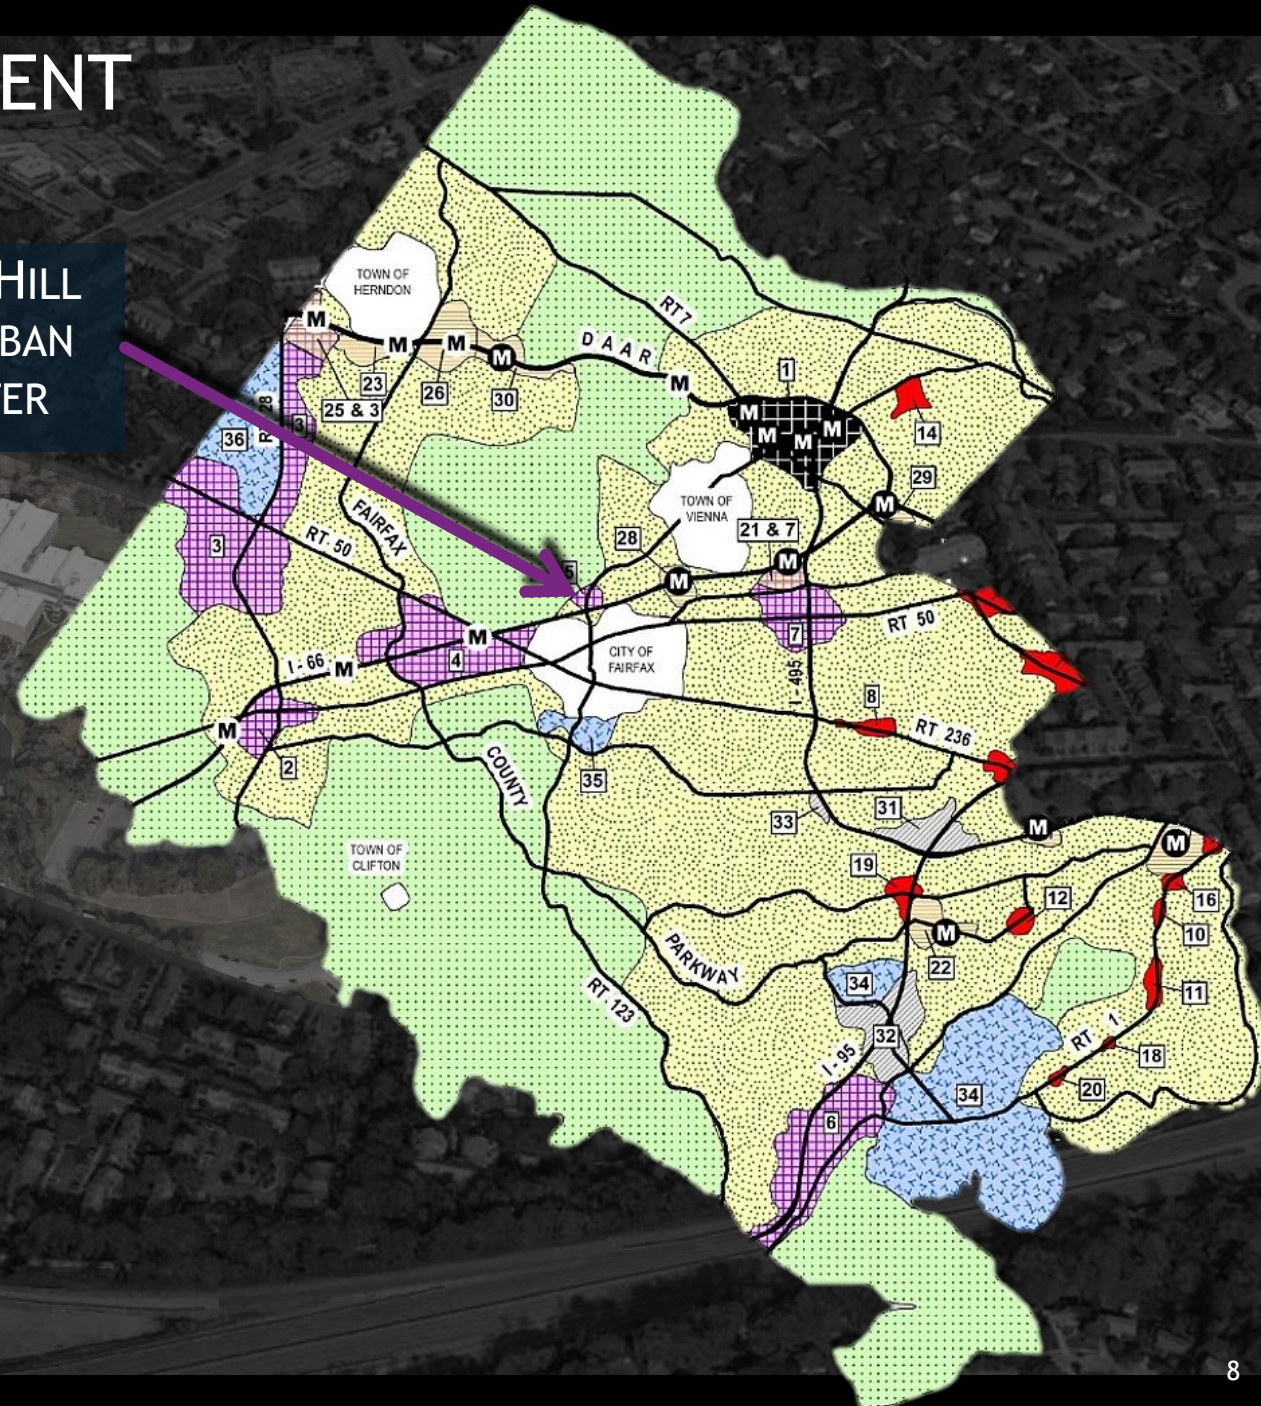 ENT
HILL
BAN
ER
TOWN OF
HERNDON
M
M
M
M
DAAR
M
RT 7
1
23
25 & 3
26
30
28
3
36
M
M
M
M
14
29
M
TOWN OF
VIENNA
21 & 7
28
M
M
3
RT. 50
FAIRFAX
5
RT 50
7
CITY OF
FAIRFAX
M
4
I-66
M
I-495
8
RT 236
M
2
35
COUNTY
33
31
M
M
TOWN OF
CLIFTON
19
12
16
10
M
22
PARKWAY
34
11
RT 123
32
RT 1
18
I-95
20
34
6
8